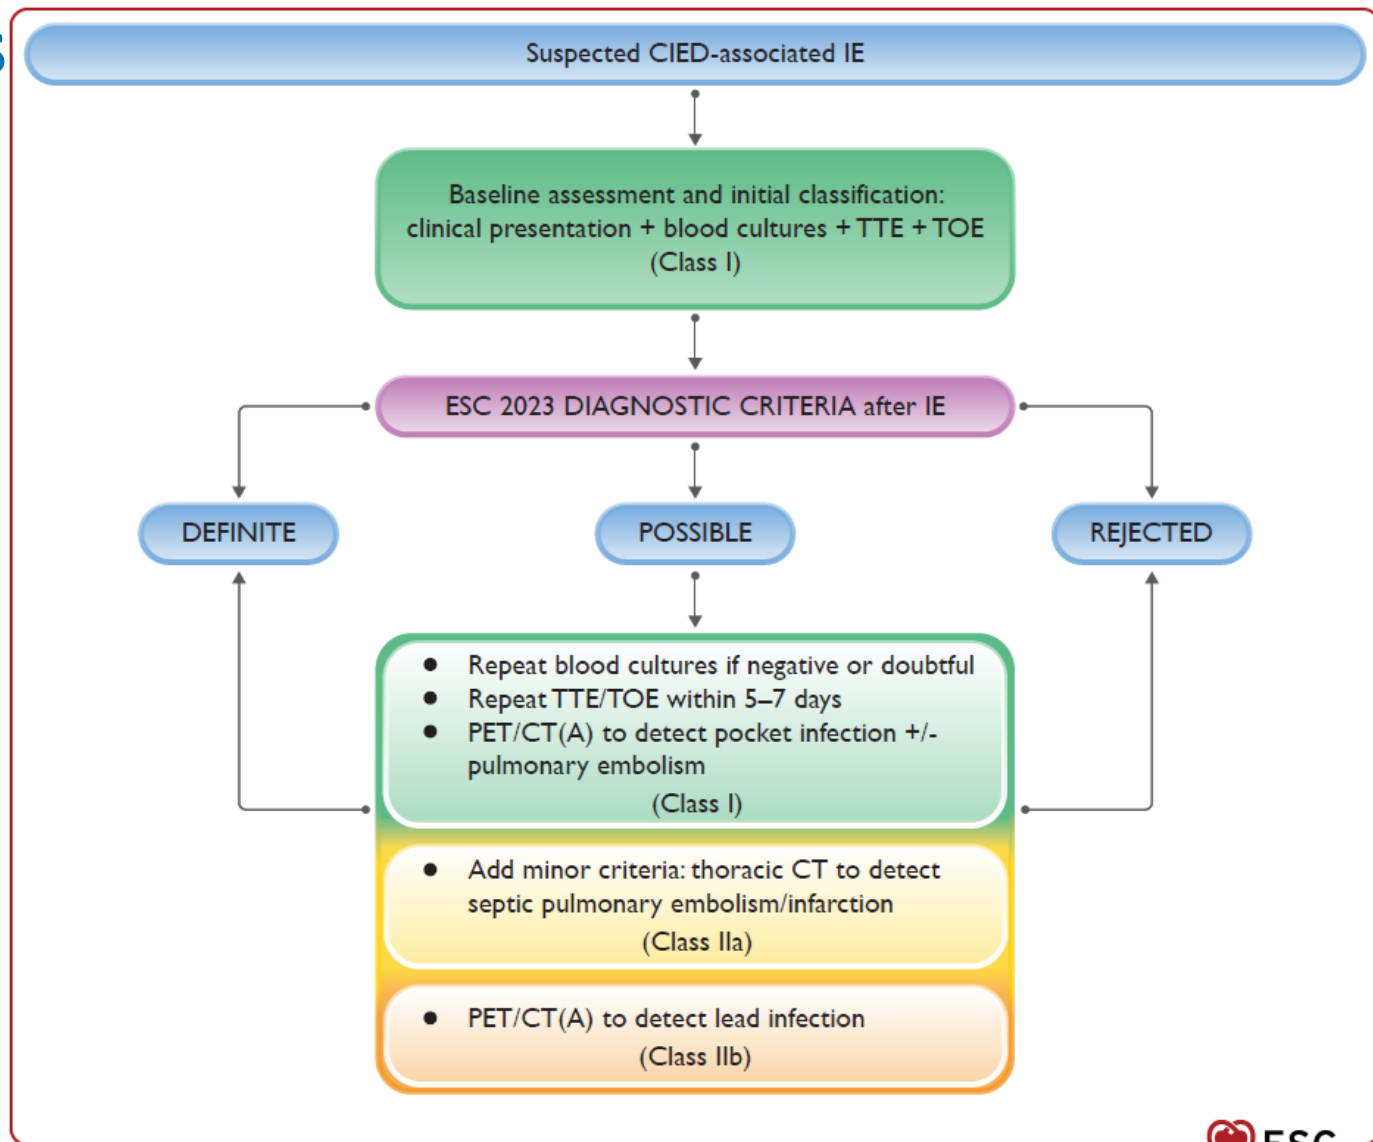 Suspected CIED-associated IE
Baseline assessment and initial classification:
clinical presentation + blood cultures + TTE + TOE
(Class I)
ESC 2023 DIAGNOSTIC CRITERIA after IE
DEFINITE
POSSIBLE
REJECTED
● Repeat blood cultures if negative or doubtful
● Repeat TTE/TOE within 5–7 days
● PET/CT(A) to detect pocket infection +/-
pulmonary embolism
(Class I)
● Add minor criteria: thoracic CT to detect
septic pulmonary embolism/infarction
(Class IIa)
● PET/CT(A) to detect lead infection
(Class IIb)
ESC